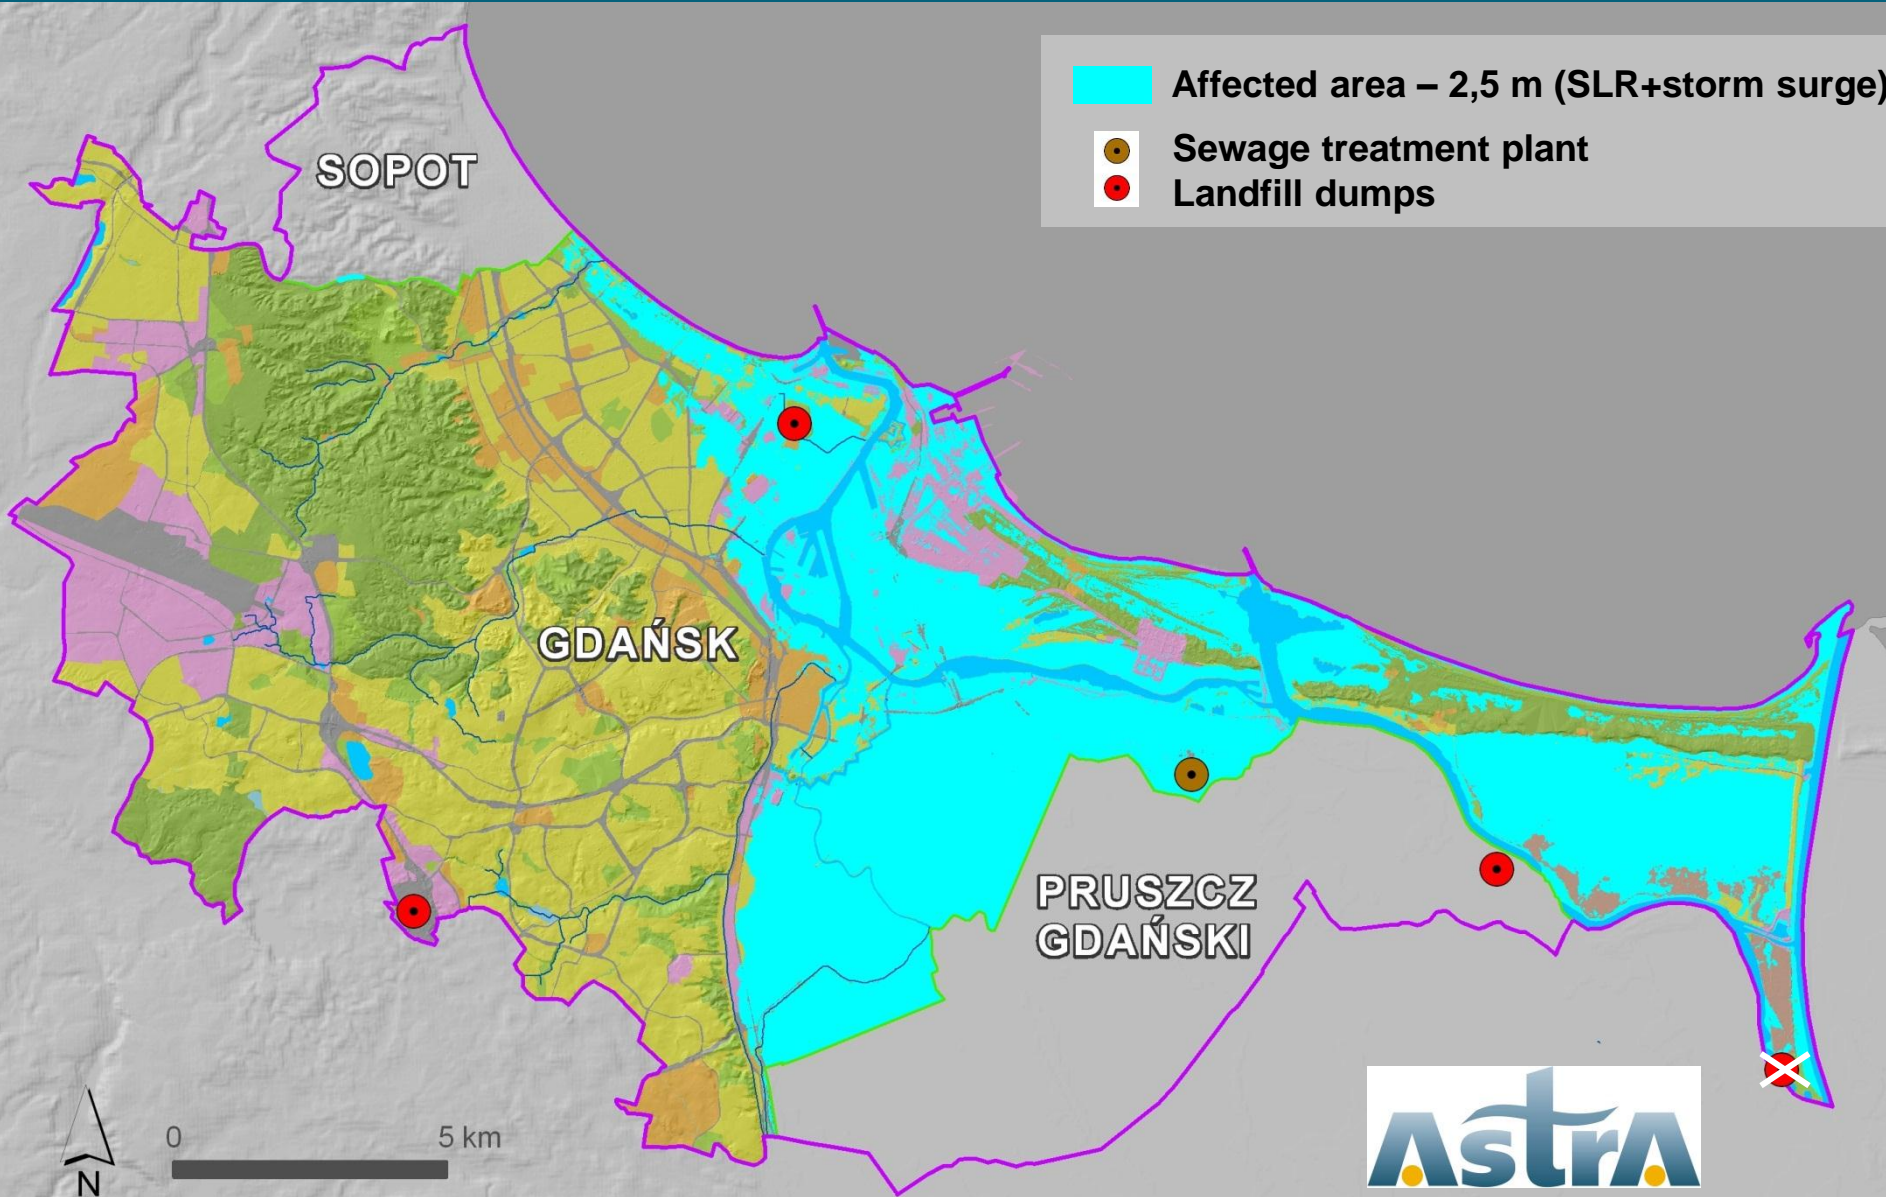 Affected area – 2,5 m (SLR+storm surge)
Sewage treatment plant
Landfill dumps
SOPOT
GDAŃSK
PRUSZCZ
GDAŃSKI
0 5 km
N
AstrA